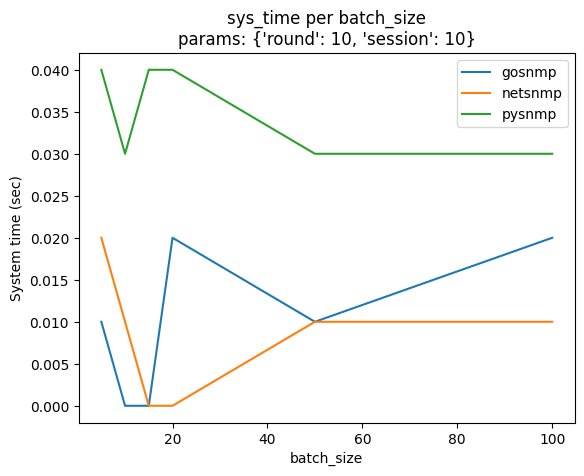 sys_time per batch_size
params: {'round': 10, 'session': 10}
gosnmp
netsnmp
pysnmp
System time (sec)
0.040
0.035
0.030
0.025
0.020
0.015
0.010
0.005
0.000
20
40
60
80
100
batch_size